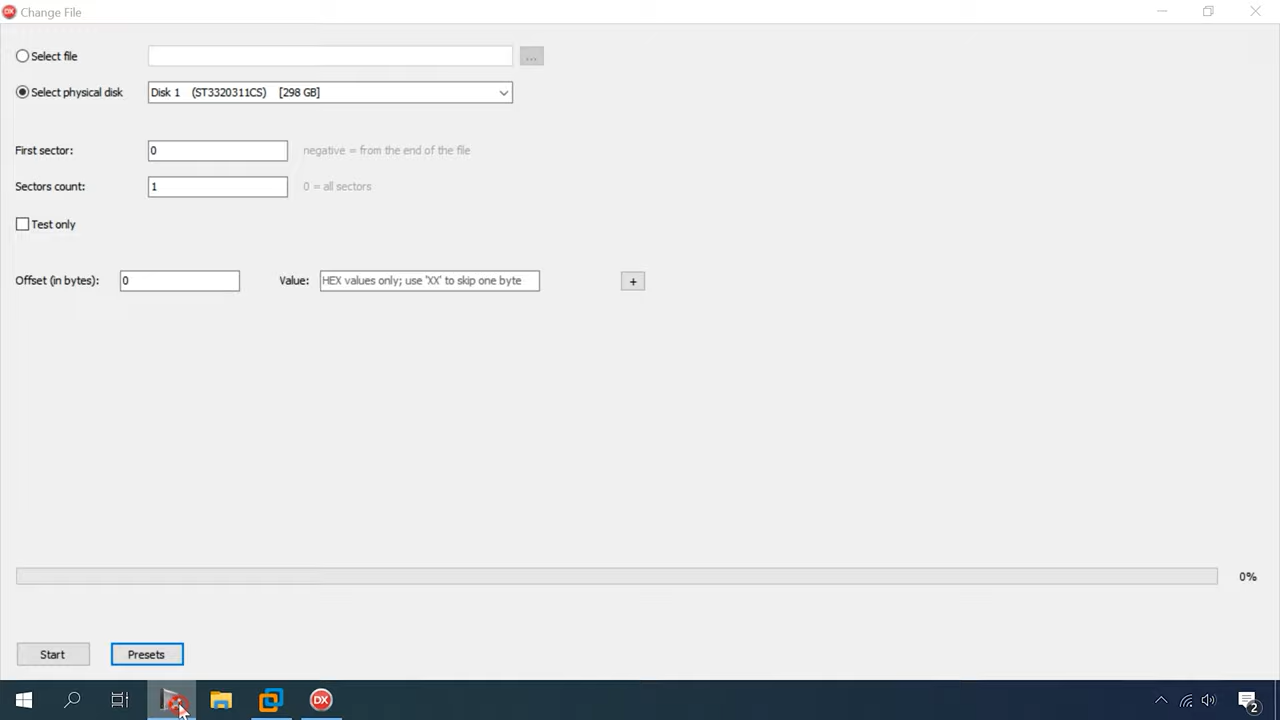 DX Change File
Select file ...
Select physical disk Disk 1 (ST3320311CS) [298 GB]
First sector: 0 negative = from the end of the file
Sectors count: 1 0 = all sectors
Test only
Offset (in bytes): 0 Value: HEX values only; use 'XX' to skip one byte +
0%
Start Presets
DX 2